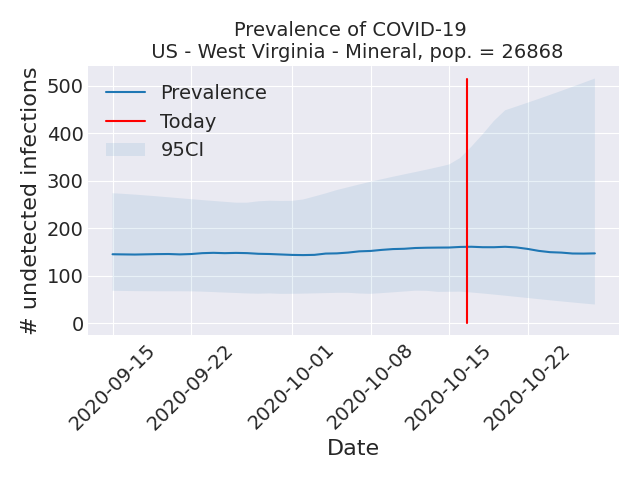 Prevalence of COVID-19
US - West Virginia - Mineral, pop. = 26868
# undetected infections
500
400
300
200
100
0
Prevalence
Today
95CI
2020-09-15
2020-09-22
2020-10-01
2020-10-08
2020-10-15
2020-10-22
Date